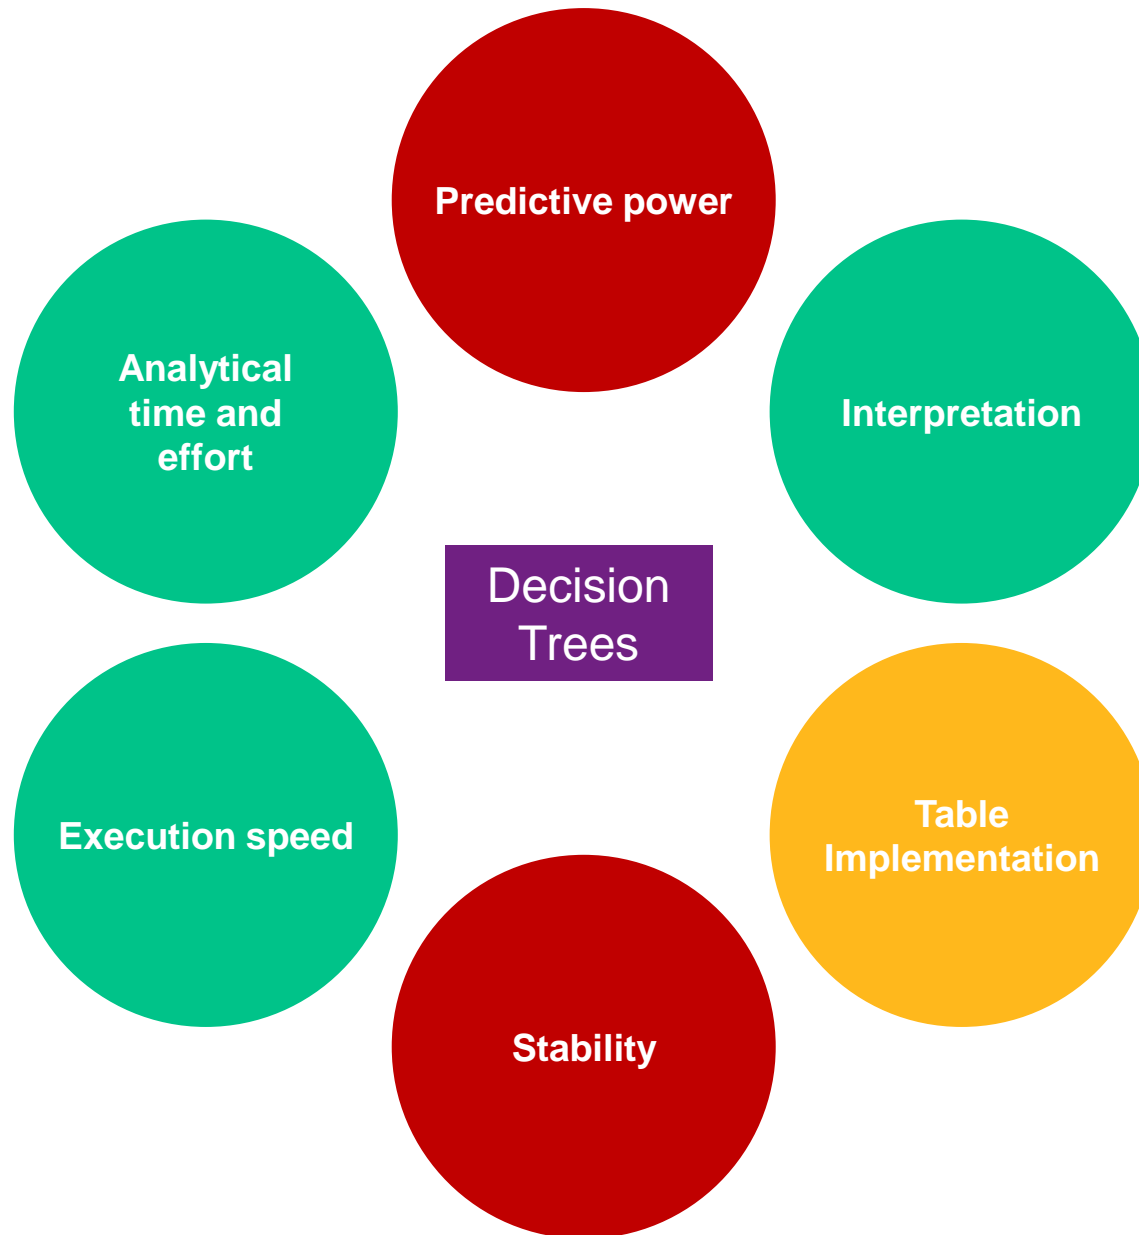 Predictive power
Analytical
time and
effort
Interpretation
Decision
Trees
Execution speed
Table
Implementation
Stability